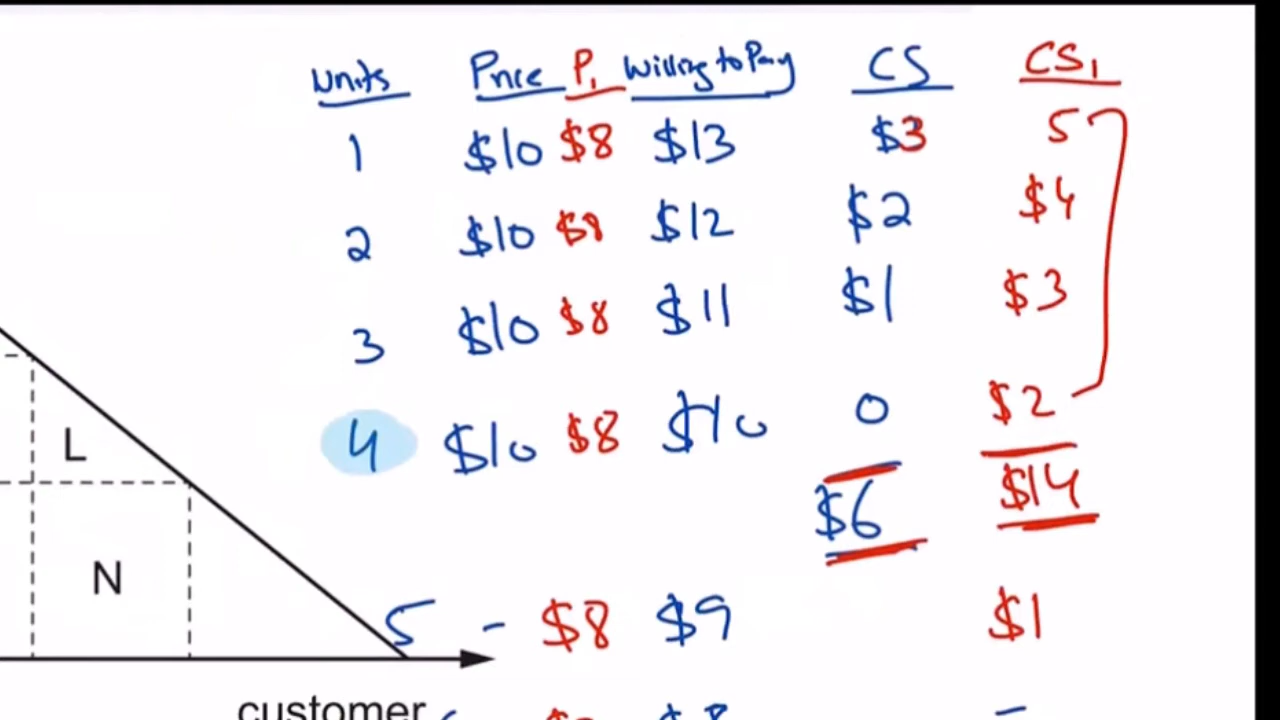 units Price P₁ Willing to Pay CS CS₁
1 $10 $8 $13 $3 5
2 $10 $8 $12 $2 $4
3 $10 $8 $11 $1 $3
4 $10 $8 $10 0 $2
L
$6 $14
N
5 - $8 $9 $1
customer
$8 -